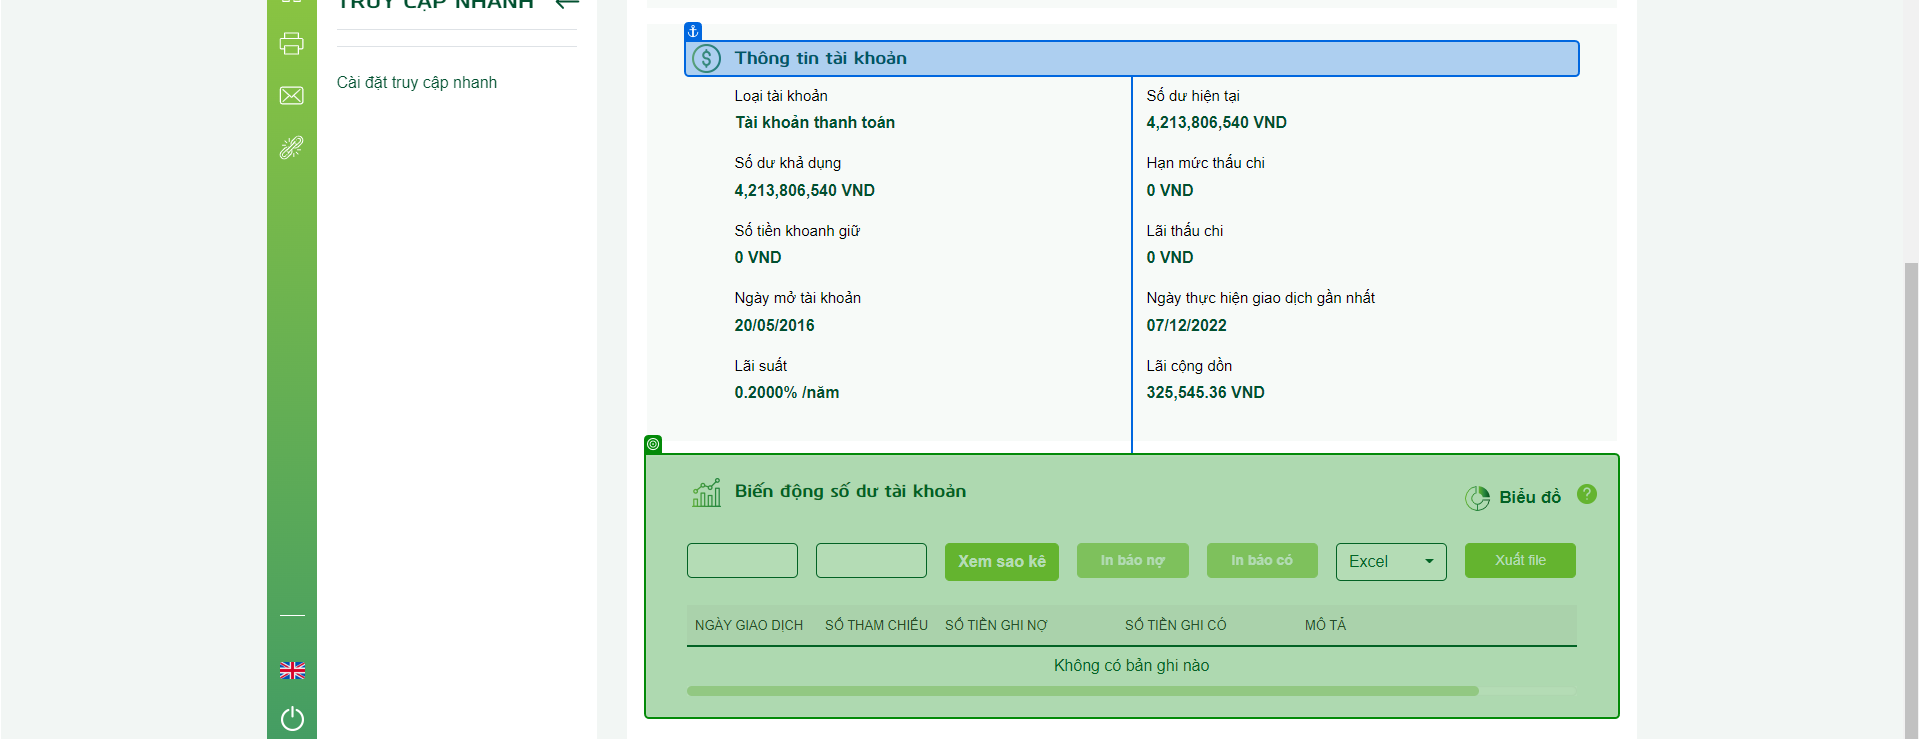 TRUY CẬP NHANH
Cài đặt truy cập nhanh
Thông tin tài khoản
Loại tài khoản
Tài khoản thanh toán
Số dư hiện tại
4,213,806,540 VND
Số dư khả dụng
4,213,806,540 VND
Hạn mức thấu chi
0 VND
Số tiền khoanh giữ
0 VND
Lãi thấu chi
0 VND
Ngày mở tài khoản
20/05/2016
Ngày thực hiện giao dịch gần nhất
07/12/2022
Lãi suất
0.2000% /năm
Lãi cộng dồn
325,545.36 VND
Biến động số dư tài khoản
Biểu đồ ?
Xem sao kê In báo nợ In báo có Excel Xuất file
NGÀY GIAO DỊCH SỐ THAM CHIẾU SỐ TIỀN GHI NỢ SỐ TIỀN GHI CÓ MÔ TẢ
Không có bản ghi nào